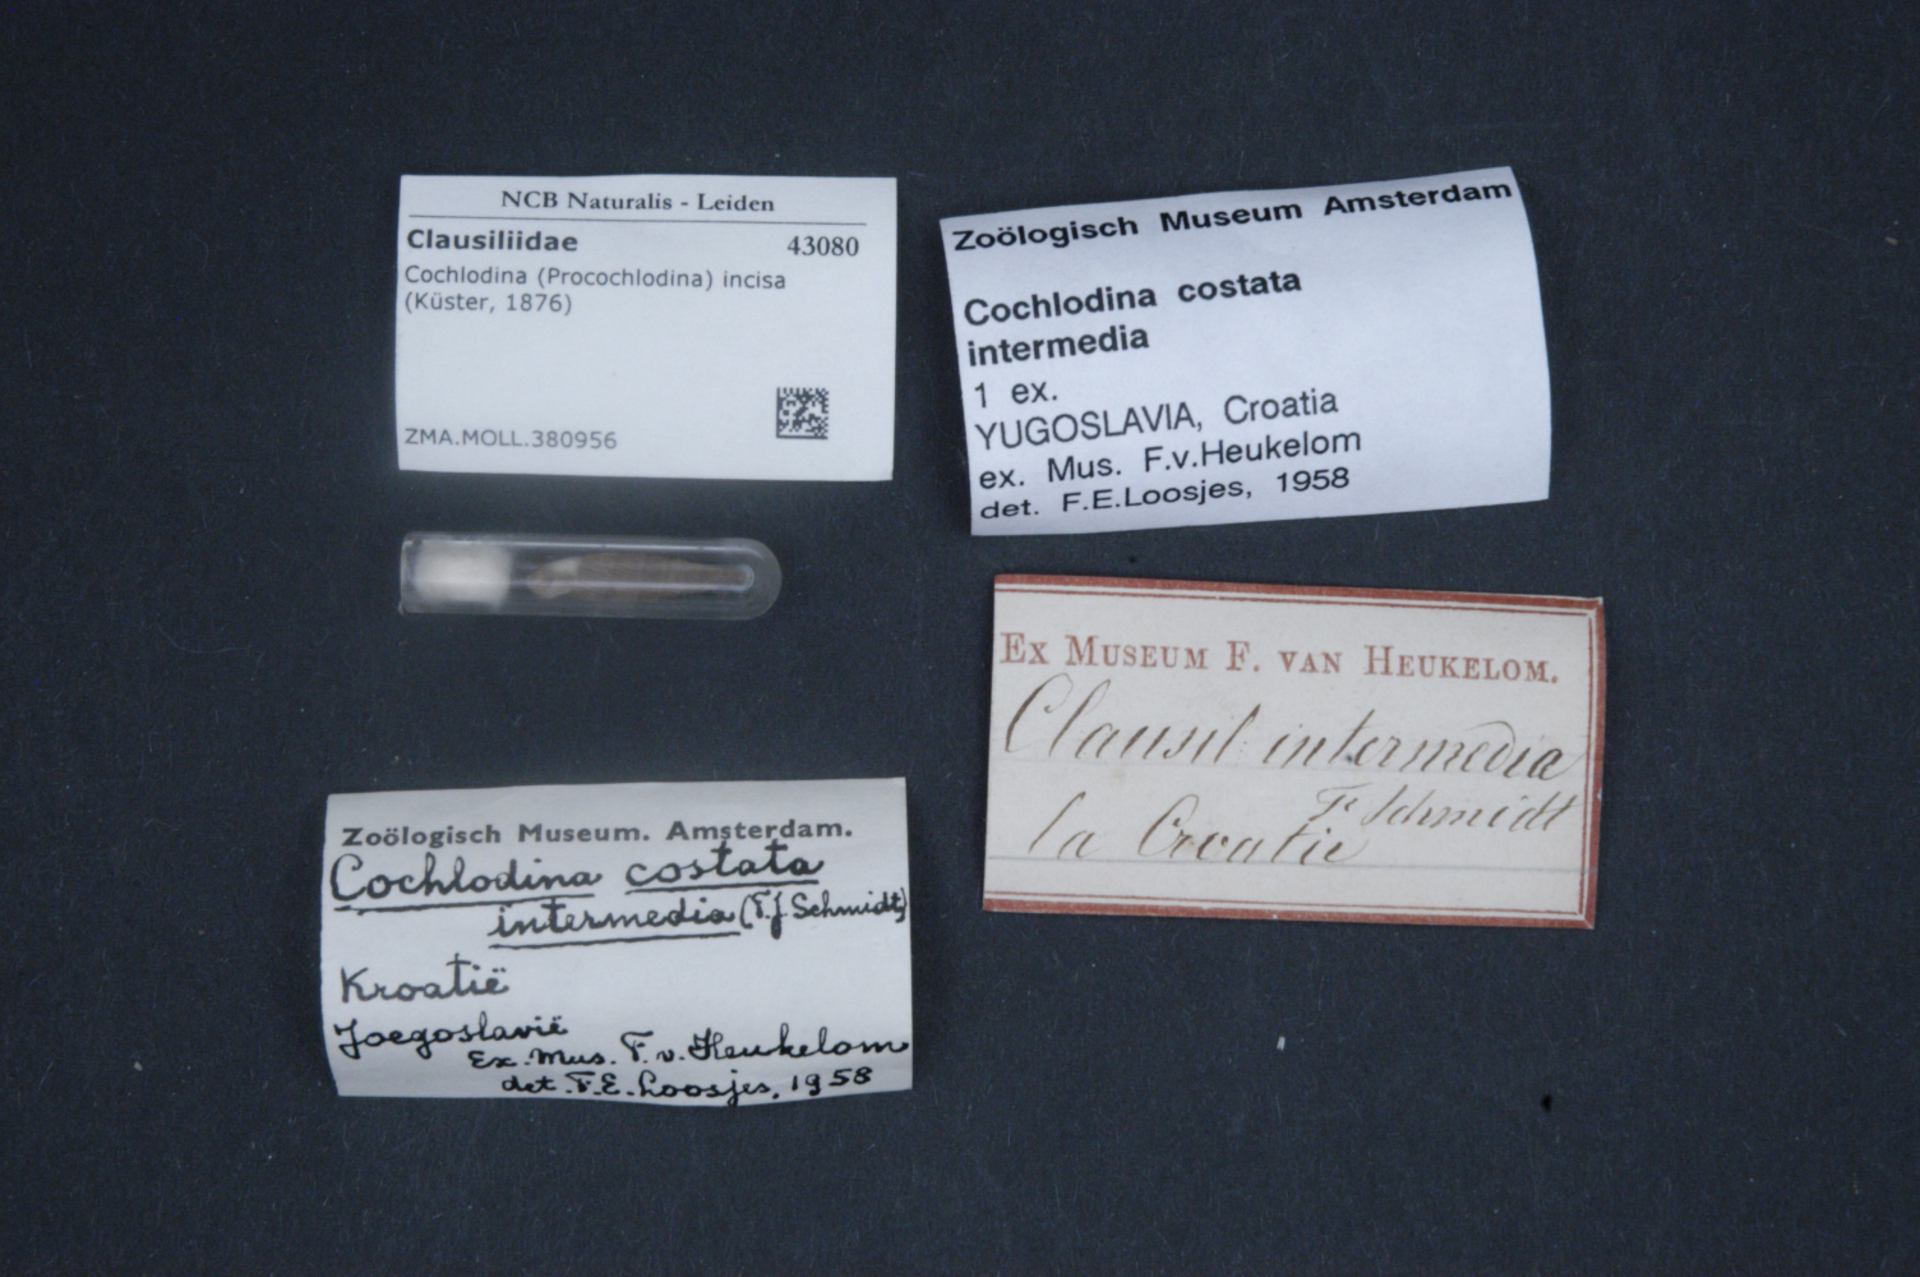 NCB Naturalis - Leiden
Clausiliidae 43080
Cochlodina (Procochlodina) incisa
(Küster, 1876)
ZMA.MOLL.380956
Zoölogisch Museum Amsterdam
Cochlodina costata
intermedia
1 ex.
YUGOSLAVIA, Croatia
ex. Mus. F.v.Heukelom
det. F.E.Loosjes, 1958
Ex Museum F. van Heukelom.
Clausil. intermedia
Fr Schmidt
la Croatie
Zoölogisch Museum. Amsterdam.
Cochlodina costata
intermedia (F.J. Schmidt)
Kroatië
Joegoslavië
Ex. Mus. F. v. Heukelom
det. F.E. Loosjes, 1958